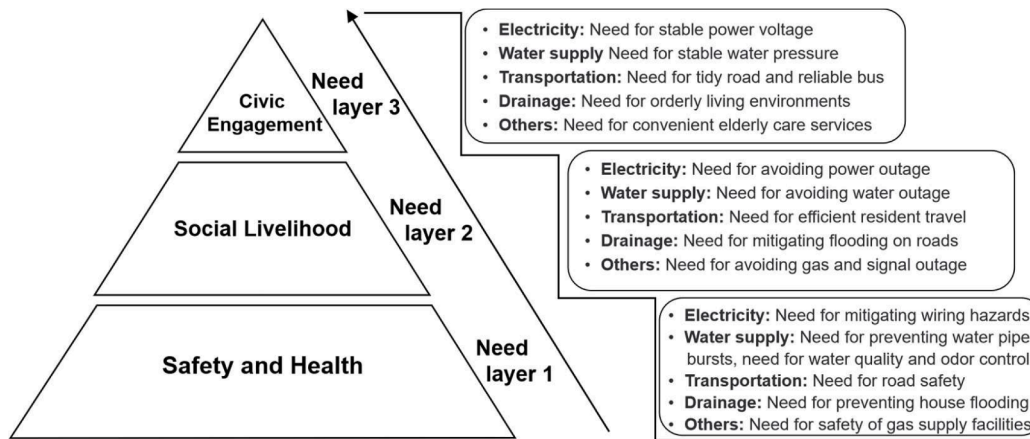 Civic
Engagement
Need
layer 3
• Electricity: Need for stable power voltage
• Water supply Need for stable water pressure
• Transportation: Need for tidy road and reliable bus
• Drainage: Need for orderly living environments
• Others: Need for convenient elderly care services
Social Livelihood
Need
layer 2
• Electricity: Need for avoiding power outage
• Water supply: Need for avoiding water outage
• Transportation: Need for efficient resident travel
• Drainage: Need for mitigating flooding on roads
• Others: Need for avoiding gas and signal outage
Safety and Health
Need
layer 1
• Electricity: Need for mitigating wiring hazards
• Water supply: Need for preventing water pipe
bursts, need for water quality and odor control
• Transportation: Need for road safety
• Drainage: Need for preventing house flooding
• Others: Need for safety of gas supply facilities